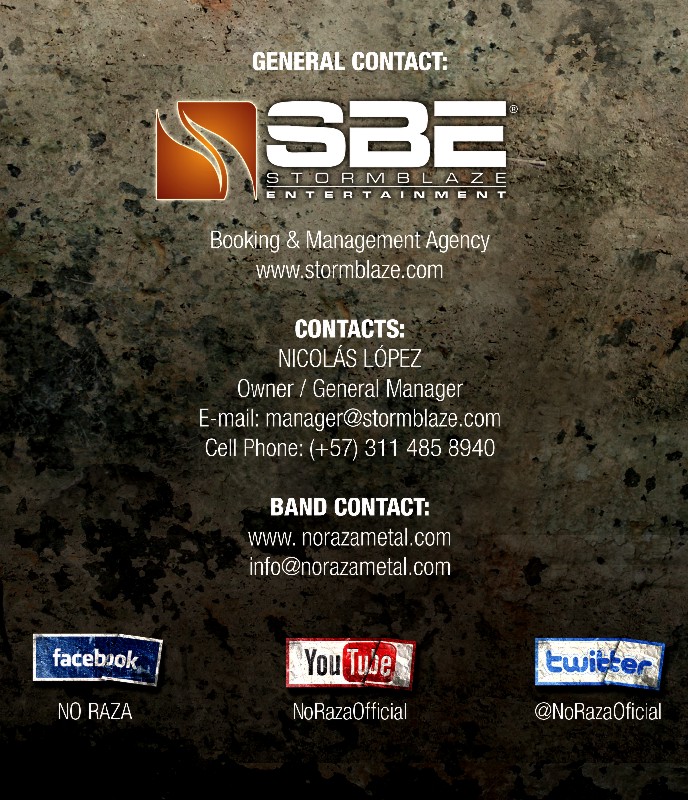 GENERAL CONTACT:
SBE®
STORMBLAZE
ENTERTAINMENT
Booking & Management Agency
www.stormblaze.com
CONTACTS:
NICOLÁS LÓPEZ
Owner / General Manager
E-mail: manager@stormblaze.com
Cell Phone: (+57) 311 485 8940
BAND CONTACT:
www. norazametal.com
info@norazametal.com
facebook YouTube twitter
NO RAZA NoRazaOfficial @NoRazaOficial